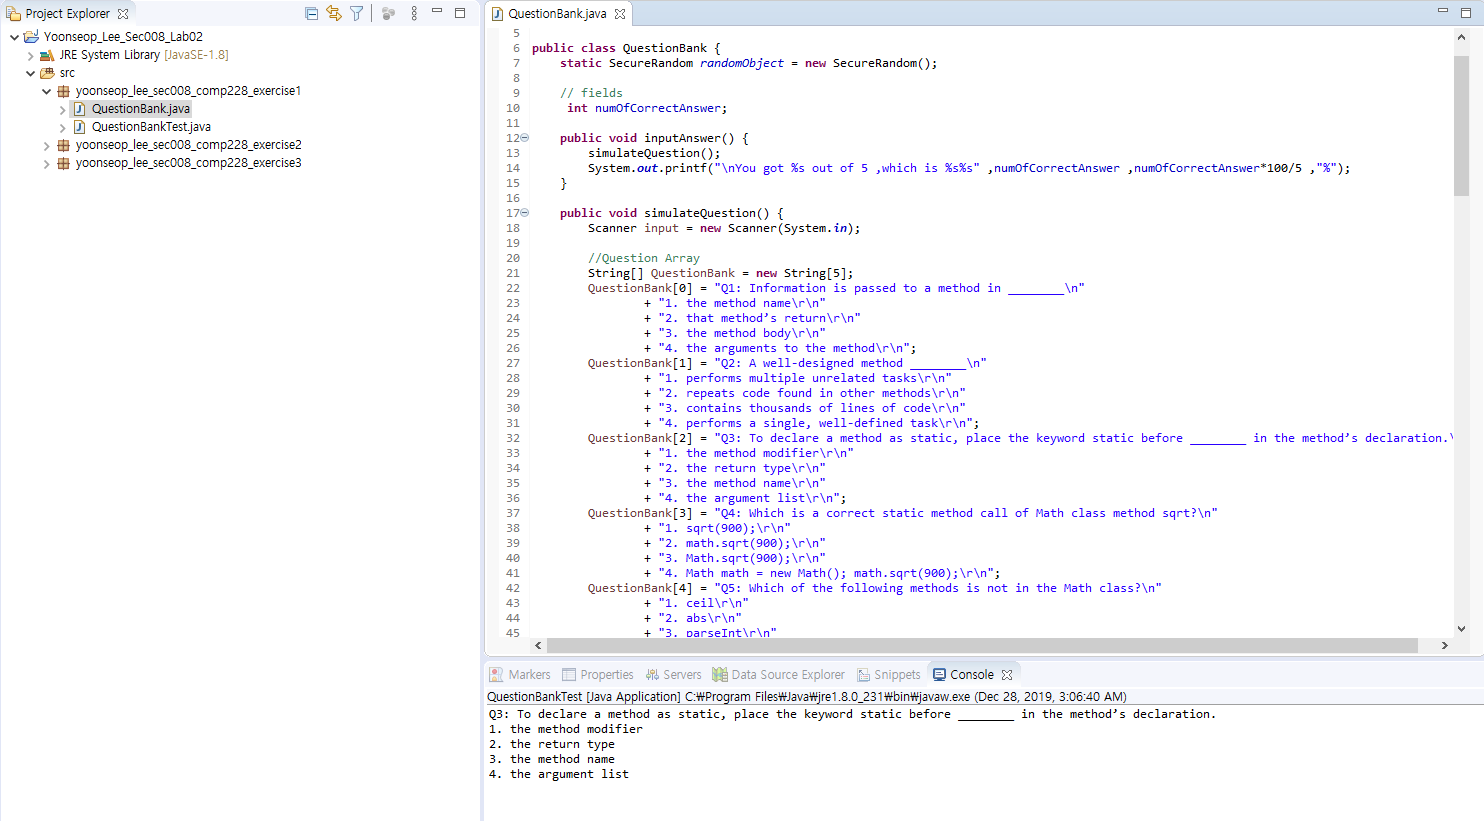 Project Explorer
Yoonseop_Lee_Sec008_Lab02
JRE System Library [JavaSE-1.8]
src
yoonseop_lee_sec008_comp228_exercise1
QuestionBank.java
QuestionBankTest.java
yoonseop_lee_sec008_comp228_exercise2
yoonseop_lee_sec008_comp228_exercise3
QuestionBank.java
5
6 public class QuestionBank {
7 static SecureRandom randomObject = new SecureRandom();
8
9 // fields
10 int numOfCorrectAnswer;
11
12 public void inputAnswer() {
13 simulateQuestion();
14 System.out.printf("\nYou got %s out of 5 ,which is %s%s" ,numOfCorrectAnswer ,numOfCorrectAnswer*100/5 ,"%");
15 }
16
17 public void simulateQuestion() {
18 Scanner input = new Scanner(System.in);
19
20 //Question Array
21 String[] QuestionBank = new String[5];
22 QuestionBank[0] = "Q1: Information is passed to a method in ________\n"
23 + "1. the method name\r\n"
24 + "2. that method’s return\r\n"
25 + "3. the method body\r\n"
26 + "4. the arguments to the method\r\n";
27 QuestionBank[1] = "Q2: A well-designed method ________\n"
28 + "1. performs multiple unrelated tasks\r\n"
29 + "2. repeats code found in other methods\r\n"
30 + "3. contains thousands of lines of code\r\n"
31 + "4. performs a single, well-defined task\r\n";
32 QuestionBank[2] = "Q3: To declare a method as static, place the keyword static before ________ in the method’s declaration.\
33 + "1. the method modifier\r\n"
34 + "2. the return type\r\n"
35 + "3. the method name\r\n"
36 + "4. the argument list\r\n";
37 QuestionBank[3] = "Q4: Which is a correct static method call of Math class method sqrt?\n"
38 + "1. sqrt(900);\r\n"
39 + "2. math.sqrt(900);\r\n"
40 + "3. Math.sqrt(900);\r\n"
41 + "4. Math math = new Math(); math.sqrt(900);\r\n";
42 QuestionBank[4] = "Q5: Which of the following methods is not in the Math class?\n"
43 + "1. ceil\r\n"
44 + "2. abs\r\n"
45 + "3. parseInt\r\n"
Markers Properties Servers Data Source Explorer Snippets Console
QuestionBankTest [Java Application] C:₩Program Files₩Java₩jre1.8.0_231₩bin₩javaw.exe (Dec 28, 2019, 3:06:40 AM)
Q3: To declare a method as static, place the keyword static before ________ in the method’s declaration.
1. the method modifier
2. the return type
3. the method name
4. the argument list